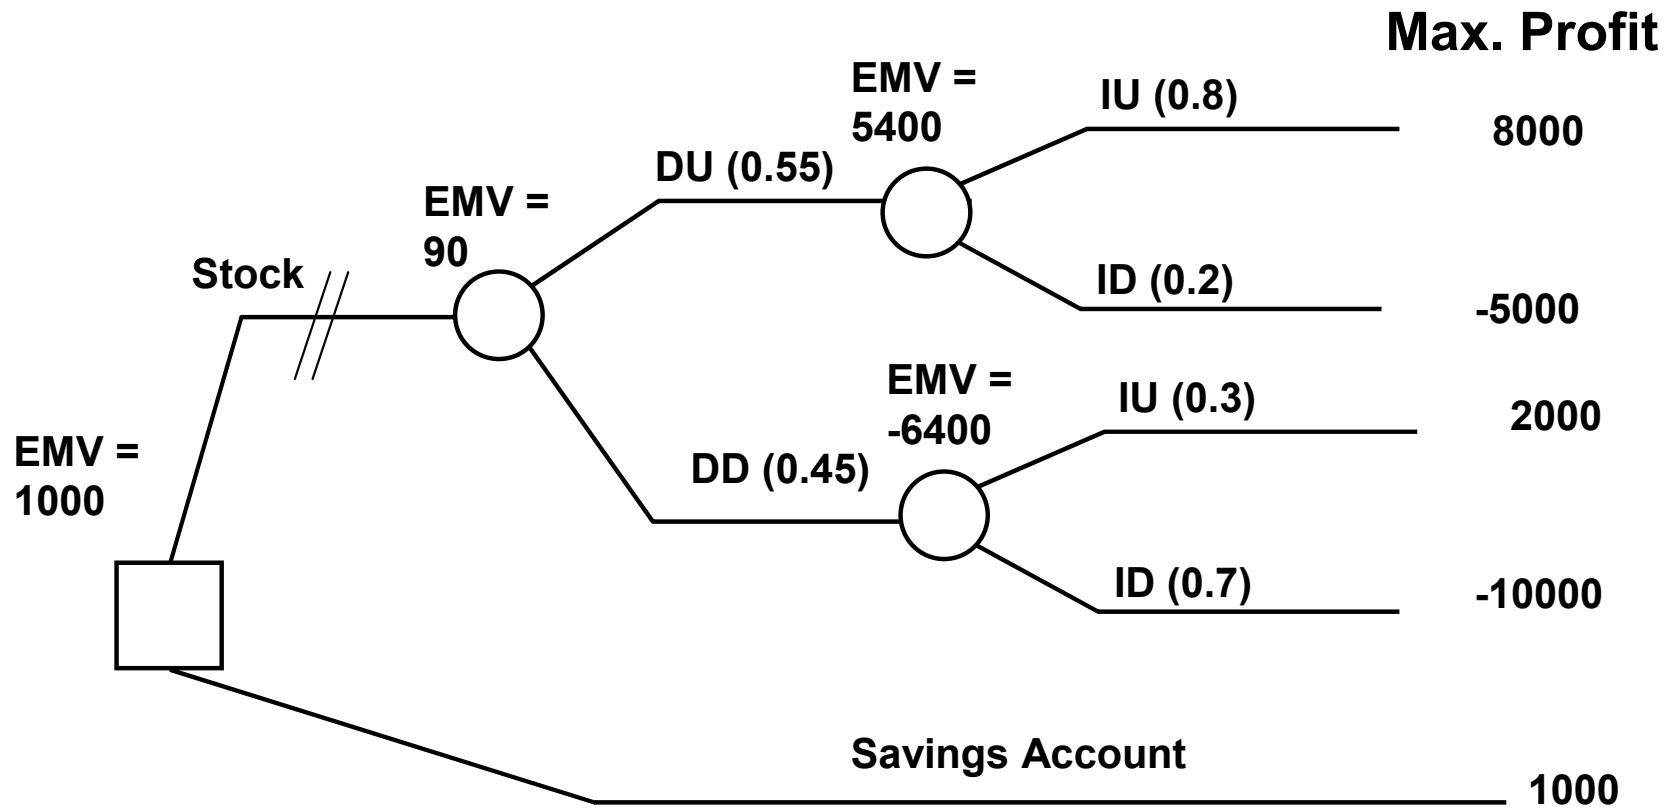 Max. Profit
EMV =
5400
IU (0.8)
8000
DU (0.55)
EMV =
90
ID (0.2)
-5000
Stock
EMV =
-6400
IU (0.3)
2000
EMV =
1000
DD (0.45)
ID (0.7)
-10000
Savings Account
1000